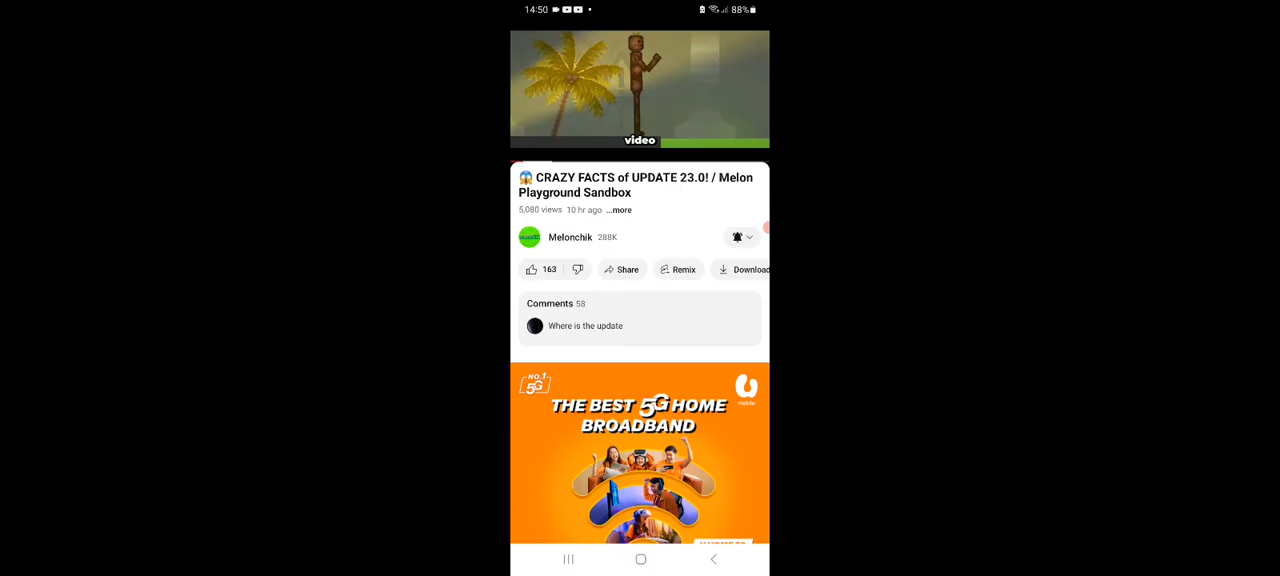 14:50 88%
video
😱 CRAZY FACTS of UPDATE 23.0! / Melon
Playground Sandbox
5,080 views 10 hr ago ...more
Melonchik 288K
163 Share Remix Download
Comments 58
Where is the update
NO.1
5G
THE BEST 5G HOME
BROADBAND
mobile